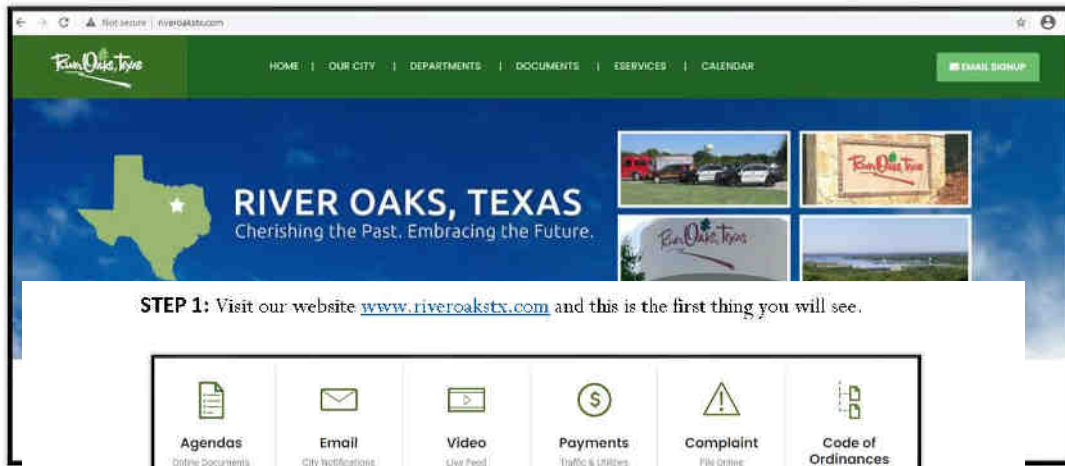 Not secure | riveroakstx.com
River Oaks, Texas
HOME | OUR CITY | DEPARTMENTS | DOCUMENTS | ESERVICES | CALENDAR
EMAIL SIGNUP
RIVER OAKS, TEXAS
Cherishing the Past. Embracing the Future.
River Oaks, Texas
River Oaks, Texas
STEP 1: Visit our website www.riveroakstx.com and this is the first thing you will see.
Agendas
Online Documents
Email
City Notifications
Video
Live Feed
Payments
Traffic & Utilities
Complaint
File Online
Code of
Ordinances